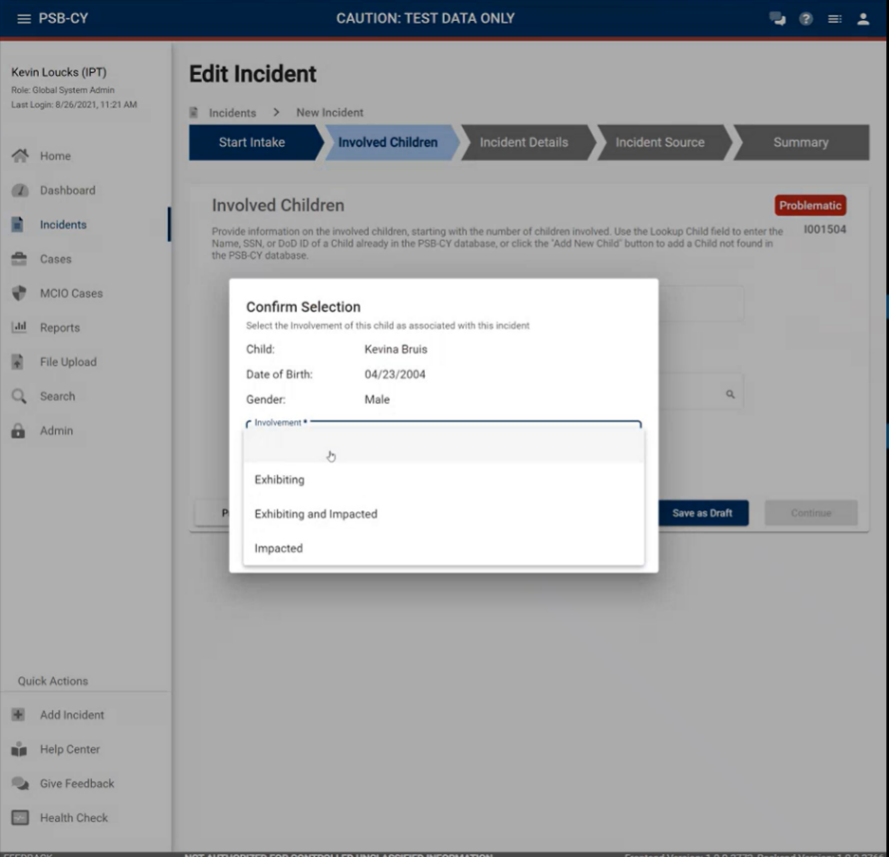 PSB-CY
CAUTION: TEST DATA ONLY
Kevin Loucks (IPT)
Role: Global System Admin
Last Login: 8/26/2021, 11:21 AM
Home
Dashboard
Incidents
Cases
MCIO Cases
Reports
File Upload
Search
Admin
Quick Actions
Add Incident
Help Center
Give Feedback
Health Check
Edit Incident
Incidents > New Incident
Start Intake
Involved Children
Incident Details
Incident Source
Summary
Involved Children
Problematic
Provide information on the involved children, starting with the number of children involved. Use the Lookup Child field to enter the
I001504
Name, SSN, or DoD ID of a Child already in the PSB-CY database, or click the "Add New Child" button to add a Child not found in
the PSB-CY database.
Confirm Selection
Select the Involvement of this child as associated with this incident
Child: Kevina Bruis
Date of Birth: 04/23/2004
Gender: Male
Involvement *
Exhibiting
Exhibiting and Impacted
Impacted
Save as Draft
Continue
FEEDBACK
NOT AUTHORIZED FOR CONTROLLED UNCLASSIFIED INFORMATION